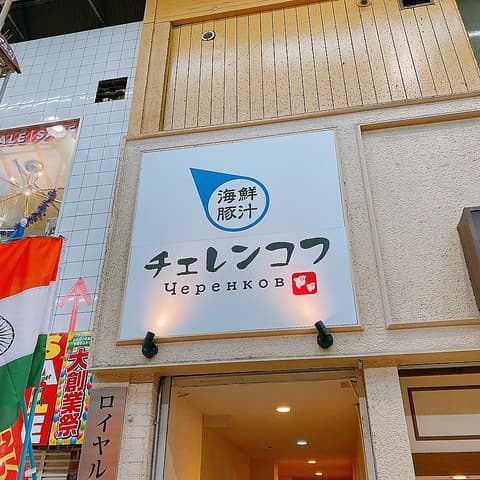 海鮮
豚汁
チェレンコフ
Черенков
大創業祭
ロイヤル